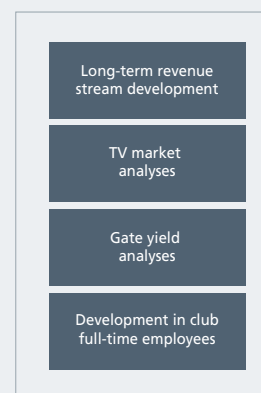 Long-term revenue
stream development
TV market
analyses
Gate yield
analyses
Development in club
full-time employees